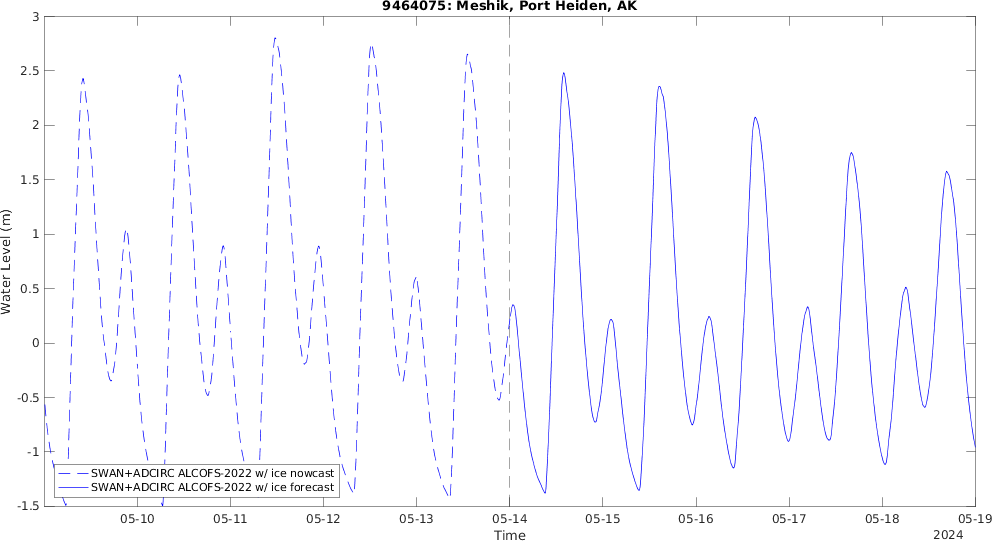 9464075: Meshik, Port Heiden, AK
Water Level (m)
3
2.5
2
1.5
1
0.5
0
-0.5
-1
-1.5
SWAN+ADCIRC ALCOFS-2022 w/ ice nowcast
SWAN+ADCIRC ALCOFS-2022 w/ ice forecast
05-10 05-11 05-12 05-13 05-14 05-15 05-16 05-17 05-18 05-19
Time
2024